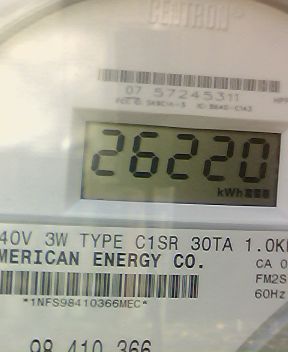 CENTRON
07 57245311
26220
kWh
40V 3W TYPE C1SR 30TA 1.0K
MERICAN ENERGY CO.
CA 0
FM2S
60Hz
*1NFS98410366MEC*
98 410 366